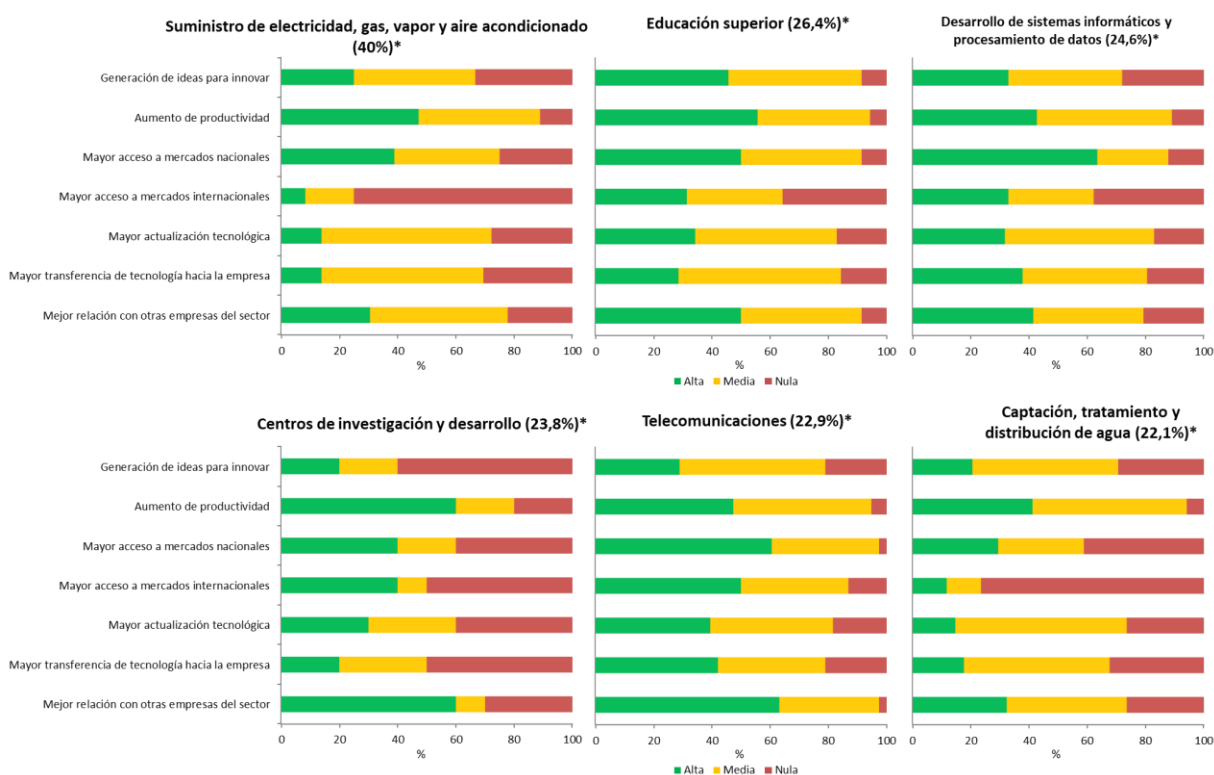 Suministro de electricidad, gas, vapor y aire acondicionado
(40%)*
Educación superior (26,4%)*
Desarrollo de sistemas informáticos y
procesamiento de datos (24,6%)*
Generación de ideas para innovar
Aumento de productividad
Mayor acceso a mercados nacionales
Mayor acceso a mercados internacionales
Mayor actualización tecnológica
Mayor transferencia de tecnología hacia la empresa
Mejor relación con otras empresas del sector
0 20 40 60 80 100
%
0 20 40 60 80 100
%
0 20 40 60 80 100
%
Alta Media Nula
Centros de investigación y desarrollo (23,8%)*
Telecomunicaciones (22,9%)*
Captación, tratamiento y
distribución de agua (22,1%)*
Generación de ideas para innovar
Aumento de productividad
Mayor acceso a mercados nacionales
Mayor acceso a mercados internacionales
Mayor actualización tecnológica
Mayor transferencia de tecnología hacia la empresa
Mejor relación con otras empresas del sector
0 20 40 60 80 100
%
0 20 40 60 80 100
%
0 20 40 60 80 100
%
Alta Media Nula